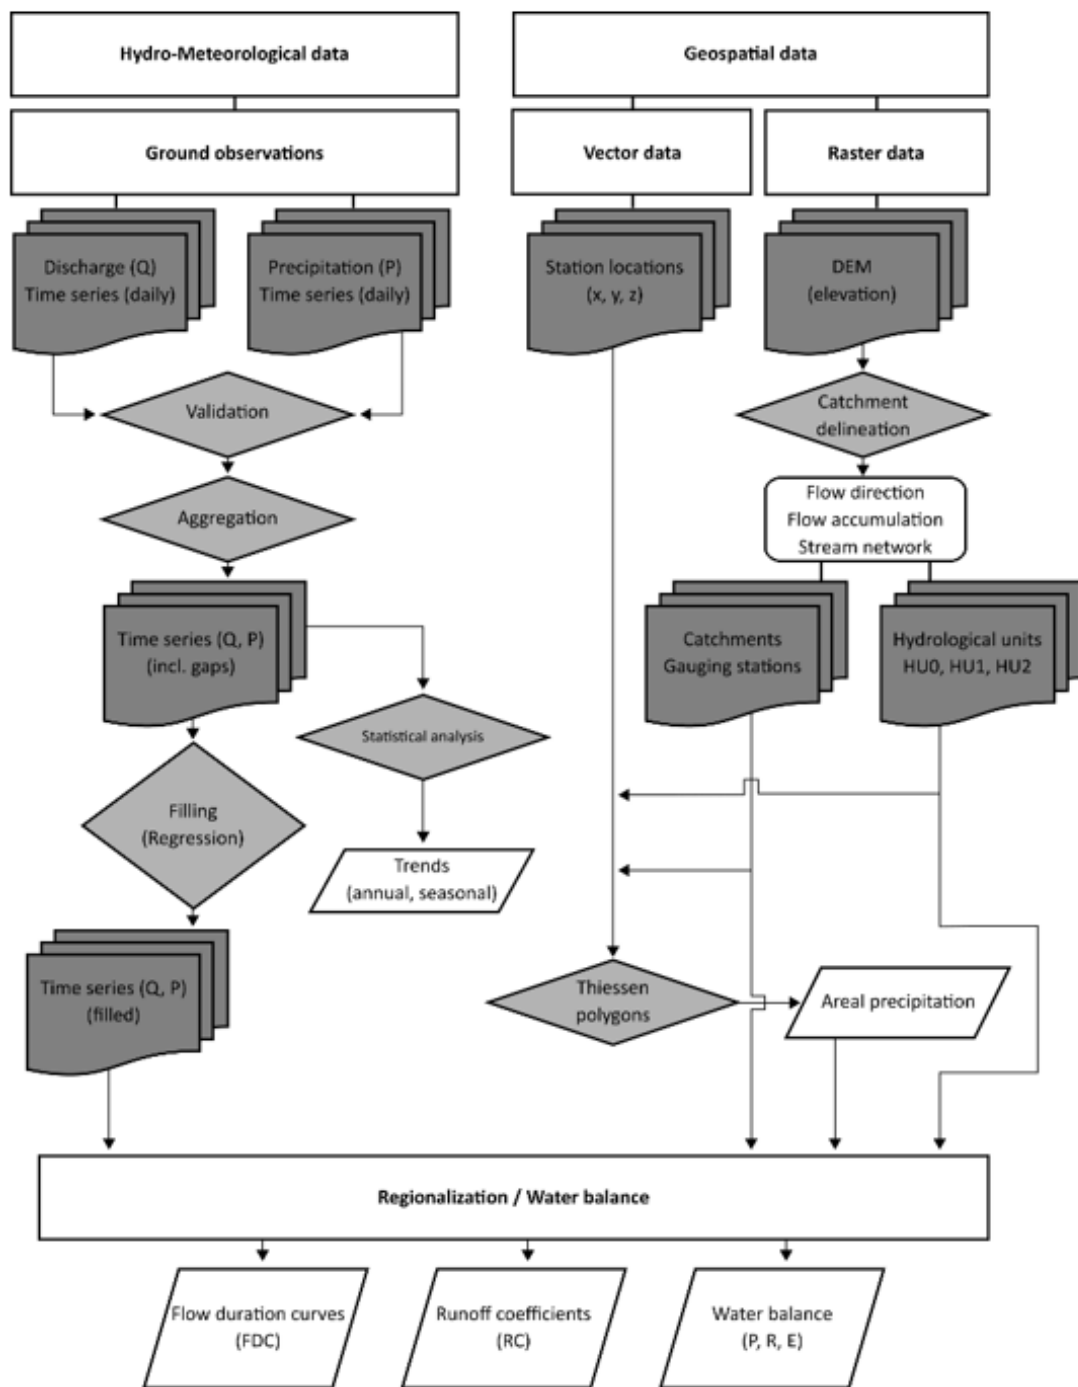 Hydro-Meteorological data
Geospatial data
Ground observations
Vector data
Raster data
Discharge (Q)
Time series (daily)
Precipitation (P)
Time series (daily)
Station locations
(x, y, z)
DEM
(elevation)
Validation
Catchment
delineation
Aggregation
Flow direction
Flow accumulation
Stream network
Time series (Q, P)
(incl. gaps)
Catchments
Gauging stations
Hydrological units
HU0, HU1, HU2
Statistical analysis
Filling
(Regression)
Trends
(annual, seasonal)
Time series (Q, P)
(filled)
Thiessen
polygons
Areal precipitation
Regionalization / Water balance
Flow duration curves
(FDC)
Runoff coefficients
(RC)
Water balance
(P, R, E)